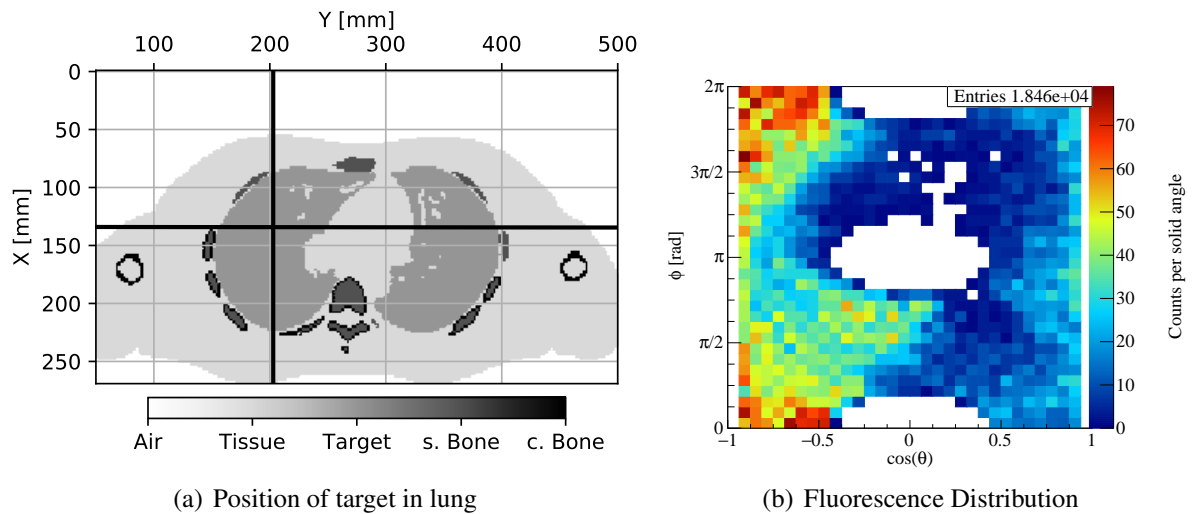 Y [mm]
100 200 300 400 500
0
50
100
150
200
250
X [mm]
Air Tissue Target s. Bone c. Bone
(a) Position of target in lung
Entries 1.846e+04
2π
3π/2
π
π/2
0
ϕ [rad]
−1 −0.5 0 0.5 1
cos(θ)
70
60
50
40
30
20
10
0
Counts per solid angle
(b) Fluorescence Distribution